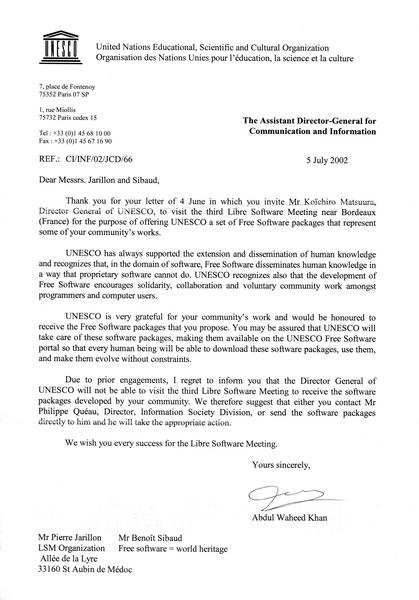 UNESCO
United Nations Educational, Scientific and Cultural Organization
Organisation des Nations Unies pour l'éducation, la science et la culture
7, place de Fontenoy
75352 Paris 07 SP
1, rue Miollis
75732 Paris cedex 15
Tel : +33 (0)1 45 68 10 00
Fax : +33 (0)1 45 67 16 90
The Assistant Director-General for
Communication and Information
REF.: CI/INF/02/JCD/66
5 July 2002
Dear Messrs. Jarillon and Sibaud,
Thank you for your letter of 4 June in which you invite Mr Koïchiro Matsuura,
Director General of UNESCO, to visit the third Libre Software Meeting near Bordeaux
(France) for the purpose of offering UNESCO a set of Free Software packages that represent
some of your community's works.
UNESCO has always supported the extension and dissemination of human knowledge
and recognizes that, in the domain of software, Free Software disseminates human knowledge in
a way that proprietary software cannot do. UNESCO recognizes also that the development of
Free Software encourages solidarity, collaboration and voluntary community work amongst
programmers and computer users.
UNESCO is very grateful for your community's work and would be honoured to
receive the Free Software packages that you propose. You may be assured that UNESCO will
take care of these software packages, making them available on the UNESCO Free Software
portal so that every human being will be able to download these software packages, use them,
and make them evolve without constraints.
Due to prior engagements, I regret to inform you that the Director General of
UNESCO will not be able to visit the third Libre Software Meeting to receive the software
packages developed by your community. We therefore suggest that either you contact Mr
Philippe Quéau, Director, Information Society Division, or send the software packages
directly to him and he will take the appropriate action.
We wish you every success for the Libre Software Meeting.
Yours sincerely,
Abdul Waheed Khan
Mr Pierre Jarillon Mr Benoît Sibaud
LSM Organization Free software = world heritage
Allée de la Lyre
33160 St Aubin de Médoc